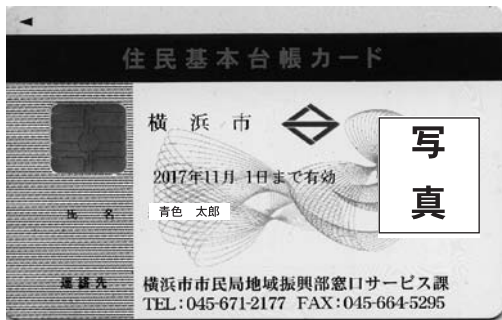 住民基本台帳カード
横浜市
写真
2017年11月 1日まで有効
氏 名 青色 太郎
連絡先 横浜市市民局地域振興部窓口サービス課
TEL:045-671-2177 FAX:045-664-5295